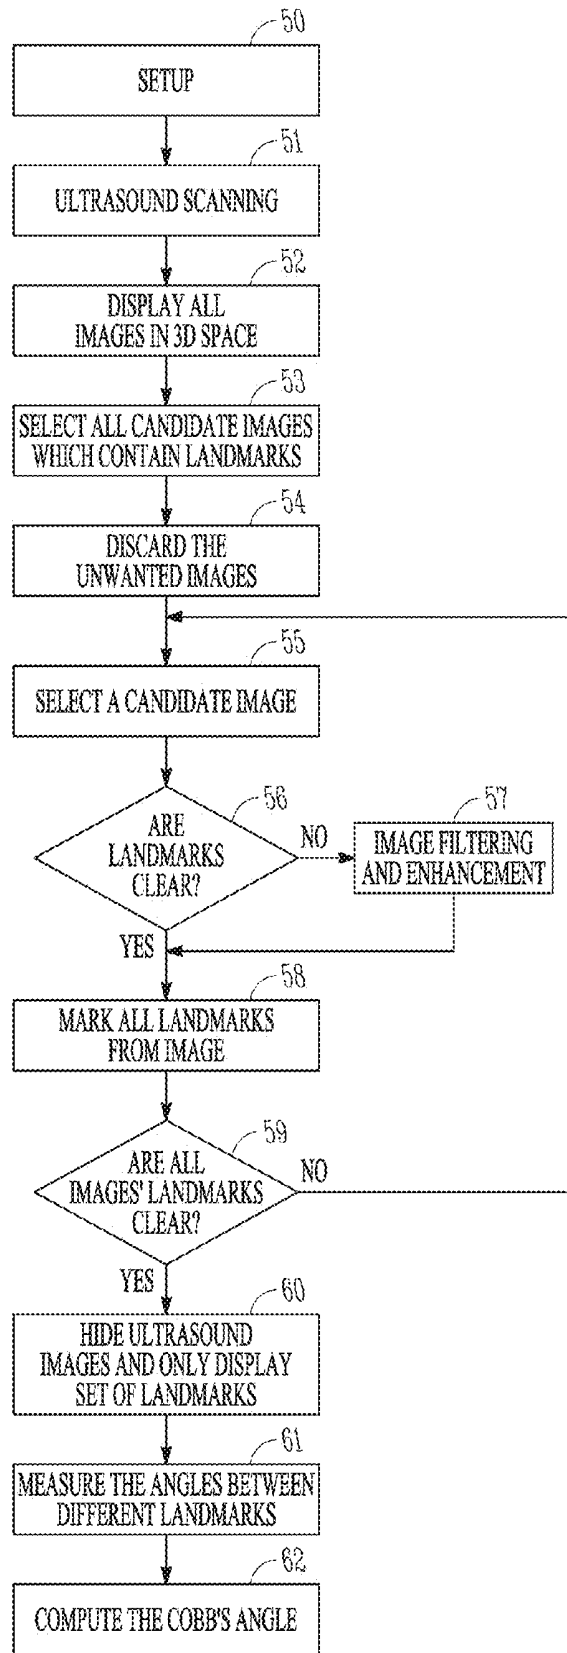 50
SETUP
51
ULTRASOUND SCANNING
52
DISPLAY ALL
IMAGES IN 3D SPACE
53
SELECT ALL CANDIDATE IMAGES
WHICH CONTAIN LANDMARKS
54
DISCARD THE
UNWANTED IMAGES
55
SELECT A CANDIDATE IMAGE
56
ARE
LANDMARKS
CLEAR?
NO
57
IMAGE FILTERING
AND ENHANCEMENT
YES
58
MARK ALL LANDMARKS
FROM IMAGE
59
ARE ALL
IMAGES' LANDMARKS
CLEAR?
NO
YES
60
HIDE ULTRASOUND
IMAGES AND ONLY DISPLAY
SET OF LANDMARKS
61
MEASURE THE ANGLES BETWEEN
DIFFERENT LANDMARKS
62
COMPUTE THE COBB'S ANGLE